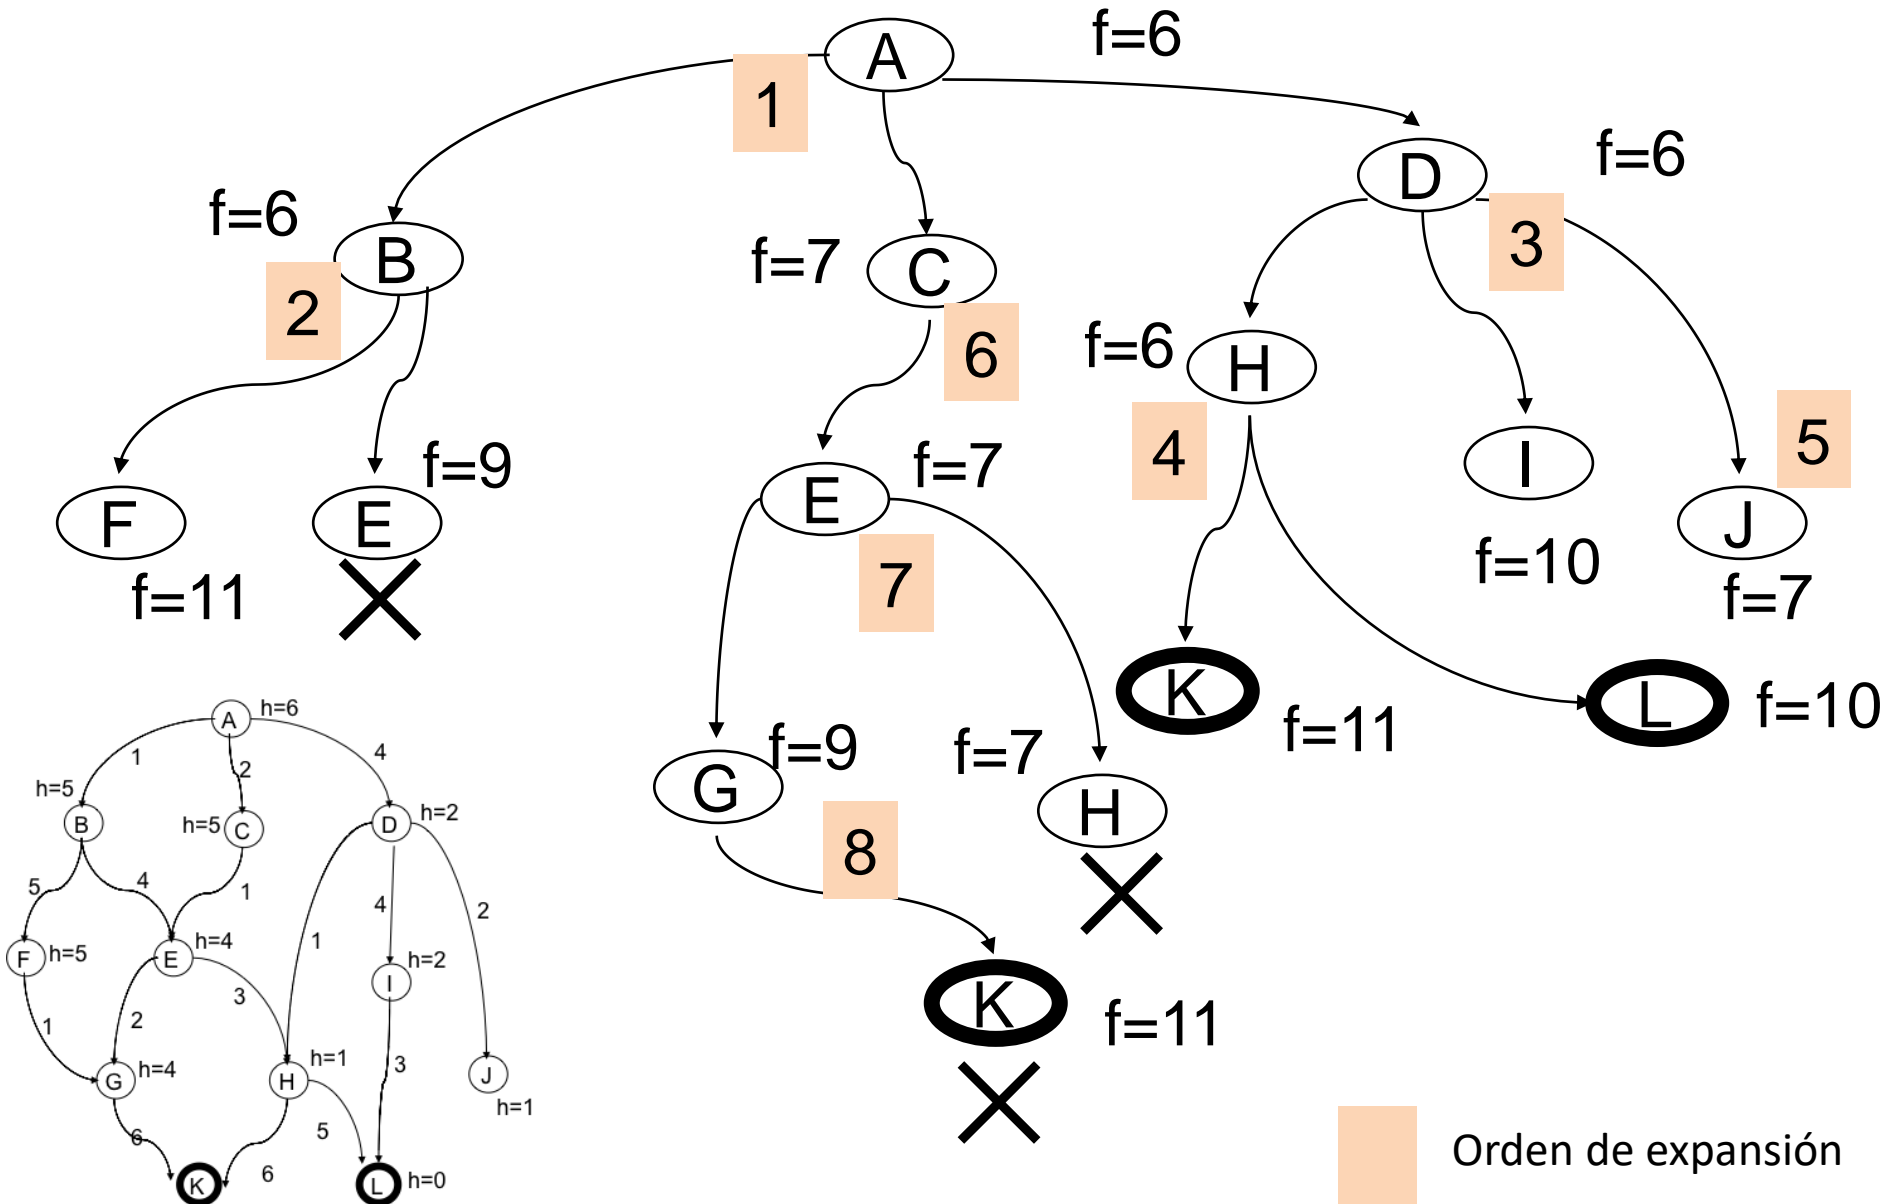 A
f=6
1
D
f=6
f=6
B
2
f=7
C
6
3
f=6
H
4
I
f=10
5
J
f=7
F
f=11
E
f=9
E
f=7
7
K
f=11
L
f=10
G
f=9
f=7
H
8
K
f=11
A
h=6
1
2
4
h=5
B
h=5
C
D
h=2
5
4
1
1
4
2
F
h=5
E
h=4
I
h=2
1
2
3
3
G
h=4
H
h=1
J
h=1
6
6
5
K
L
h=0
Orden de expansión